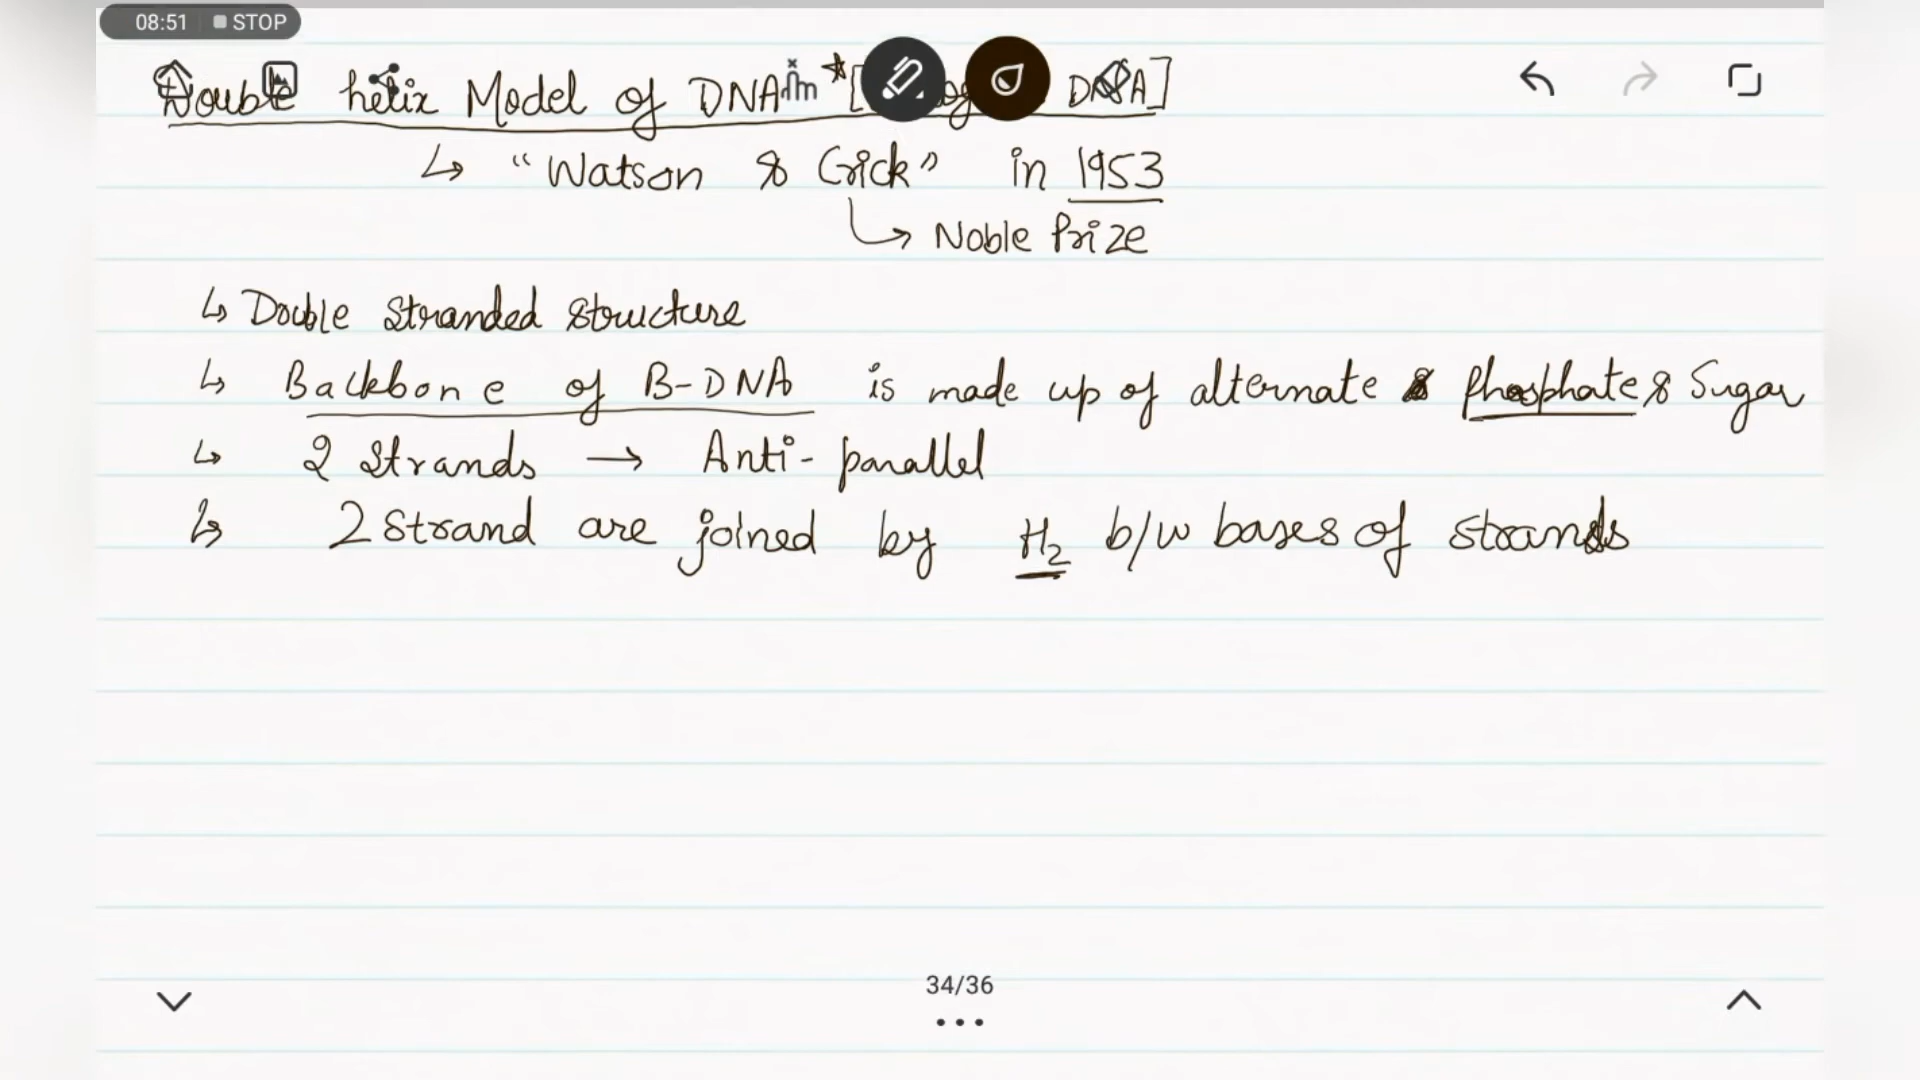 08:51 STOP
Double helix Model of DNA * [ DNA]
↳ "Watson & Crick" in 1953
↳ Noble Prize
↳ Double Stranded structure
↳ Backbone of B-DNA is made up of alternate Phosphate & Sugar
↳ 2 Strands → Anti-parallel
↳ 2 Strand are joined by H2 b/w bases of strands
34/36